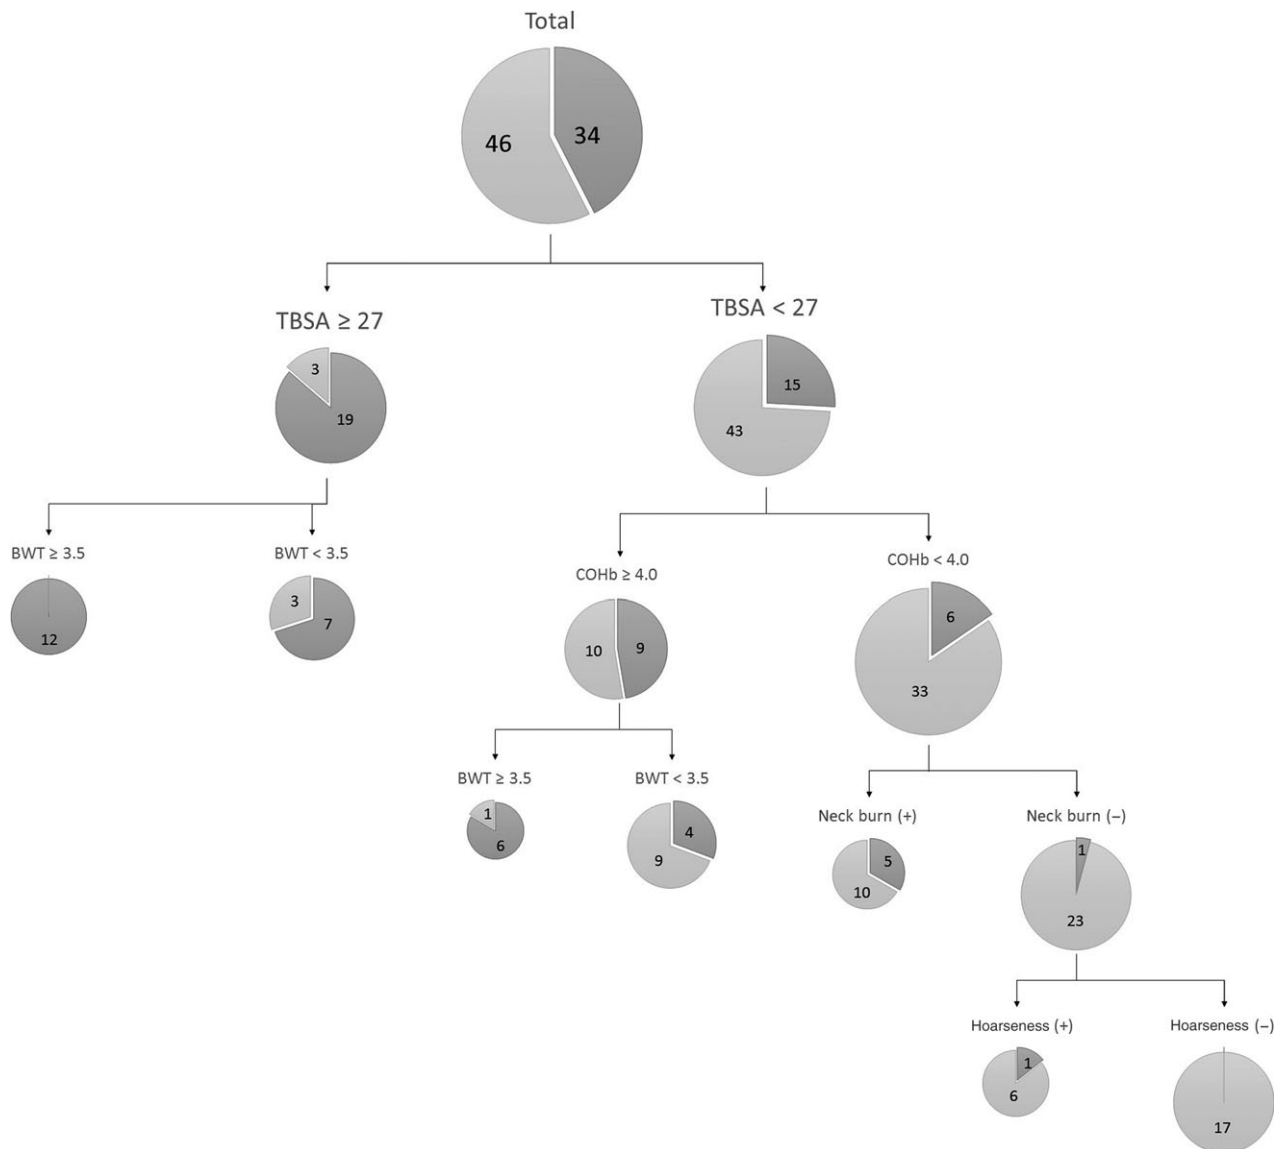 Total
46 34
TBSA ≥ 27
3
19
TBSA < 27
15
43
BWT ≥ 3.5
12
BWT < 3.5
3
7
COHb ≥ 4.0
10 9
COHb < 4.0
6
33
BWT ≥ 3.5
1
6
BWT < 3.5
4
9
Neck burn (+)
5
10
Neck burn (−)
1
23
Hoarseness (+)
1
6
Hoarseness (−)
17